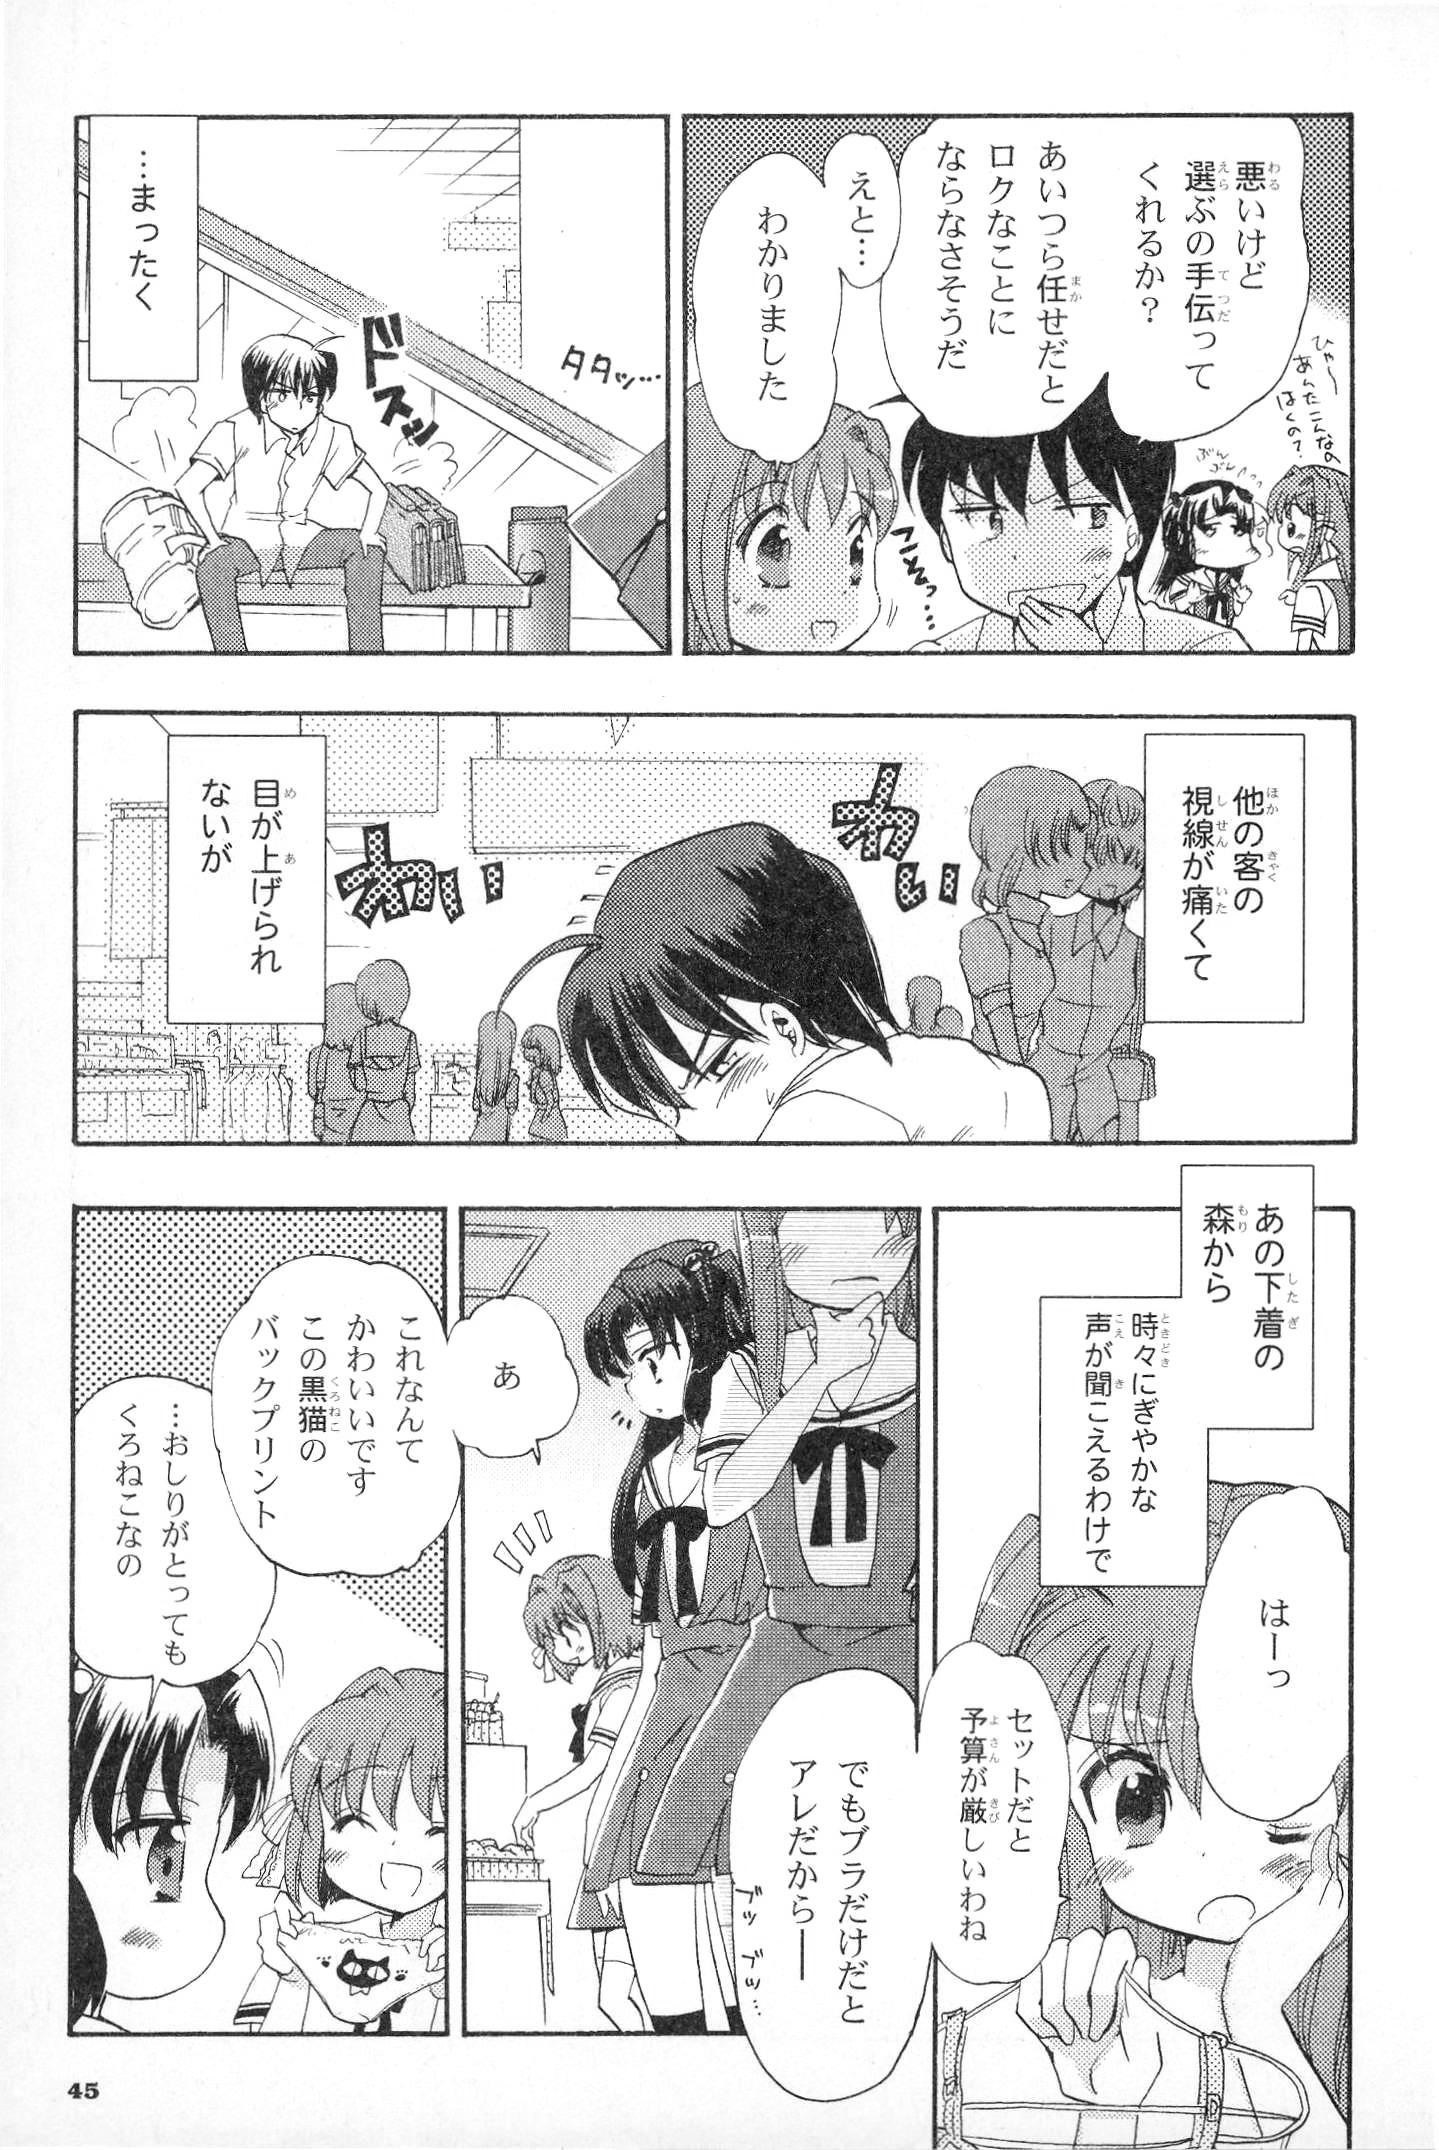 悪いけど
選ぶの手伝って
くれるか？
あいつら任せだと
ロクなことに
ならなさそうだ
えと…
わかりました
ひゃ〜
あんたこんなの
はくの？
ぶん
ぶん
こそっ…
…まったく
タタッ…
ドスン
他の客の
視線が痛くて
わい
わい
目が上げられ
ないが
あの下着の
森から
時々にぎやかな
声が聞こえるわけで
はーっ
セットだと
予算が厳しいわね
でもブラだけだと
アレだから――
ブツ
ブツ…
あ
これなんて
かわいいです
この黒猫の
バックプリント
…おしりがとっても
くろねこなの
45